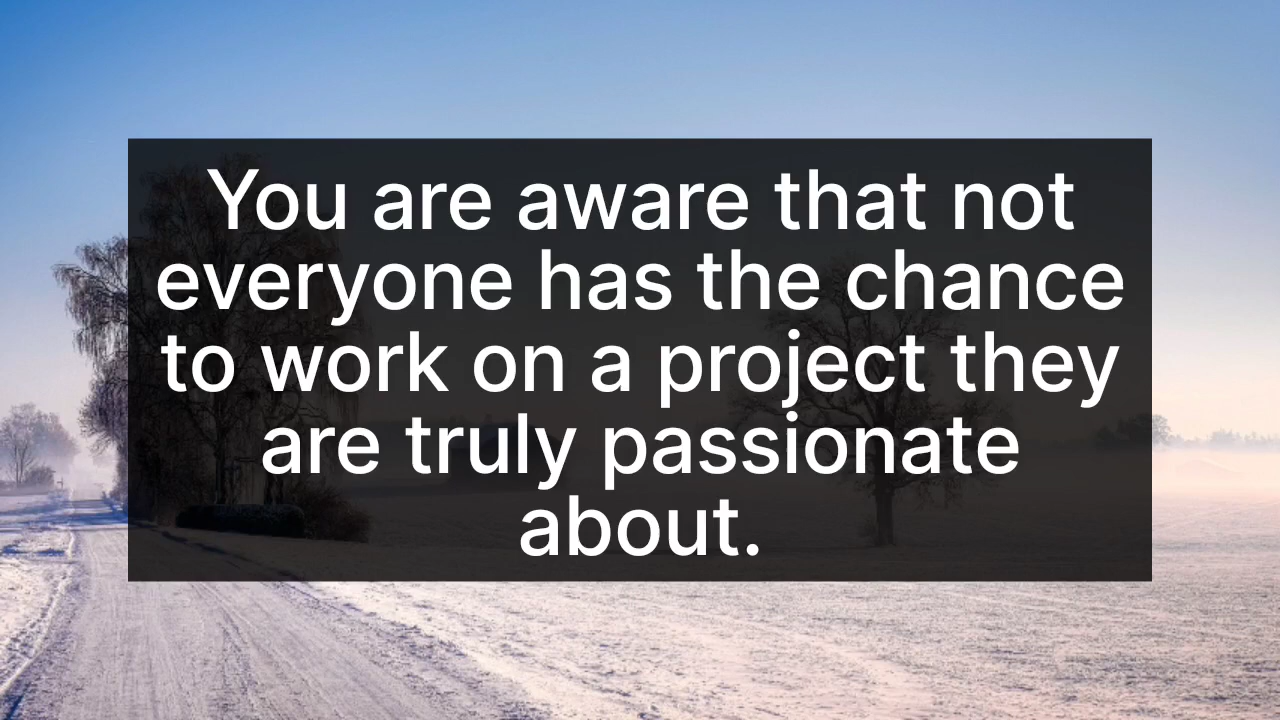 You are aware that not
everyone has the chance
to work on a project they
are truly passionate
about.